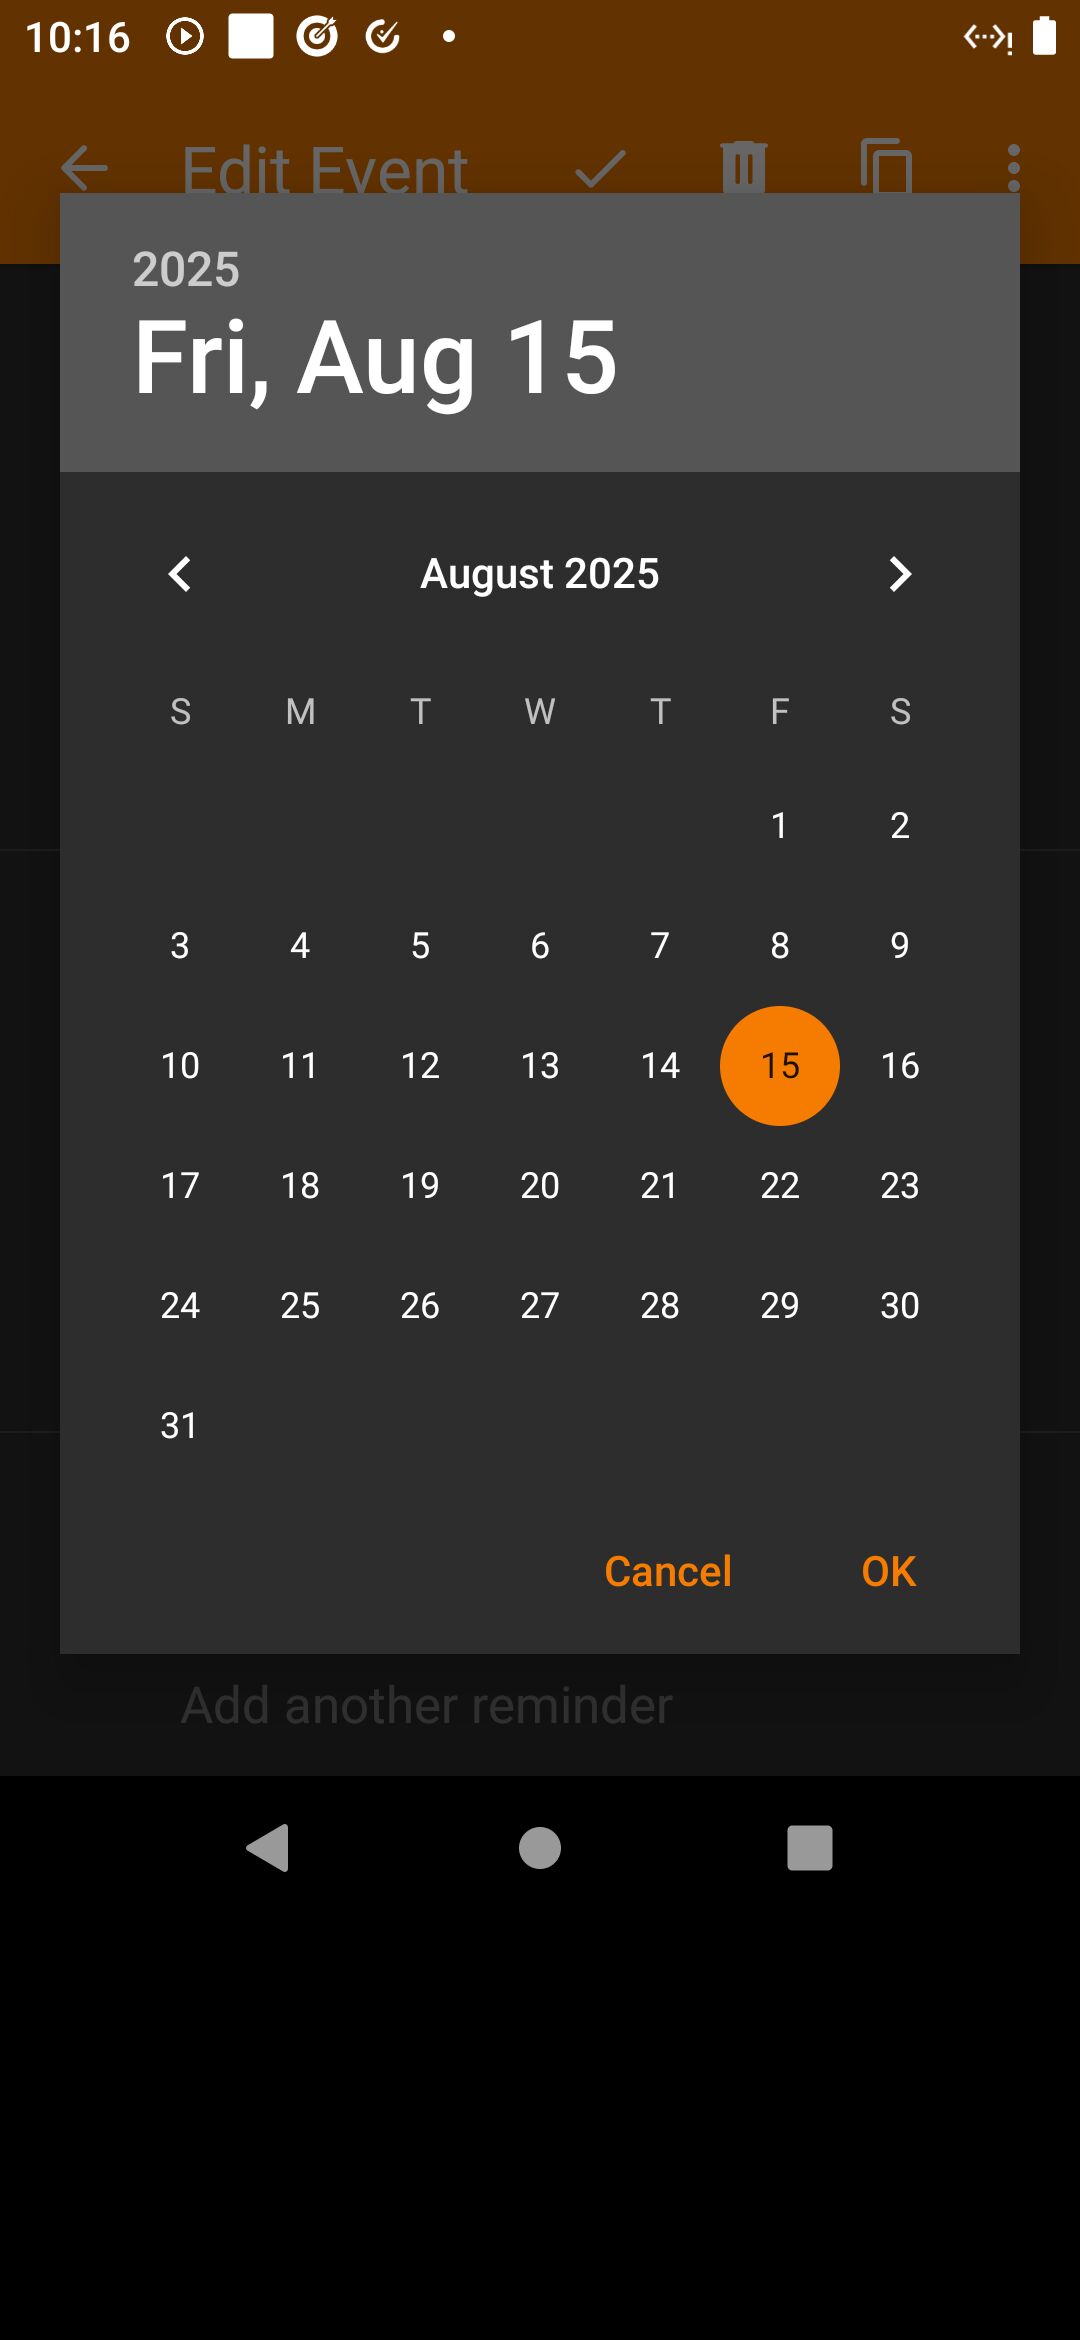 10:16
Edit Event
2025
Fri, Aug 15
August 2025
S M T W T F S
1 2
3 4 5 6 7 8 9
10 11 12 13 14 15 16
17 18 19 20 21 22 23
24 25 26 27 28 29 30
31
Cancel OK
Add another reminder